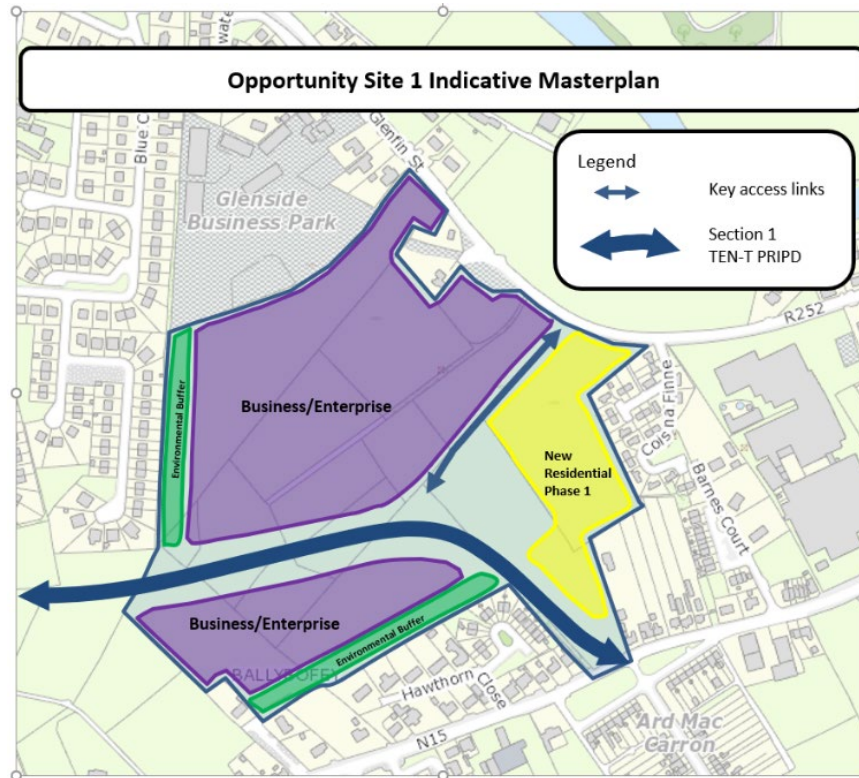 Opportunity Site 1 Indicative Masterplan
Legend
Key access links
Section 1
TEN-T PRIPD
Glenfin St
Glenside
Business Park
R252
Environmental Buffer
Business/Enterprise
New
Residential
Phase 1
Cois na Finne
Barnes Court
Business/Enterprise
Environmental Buffer
BALLYBOFEY
Hawthorn Close
N15
Ard Mac
Carron